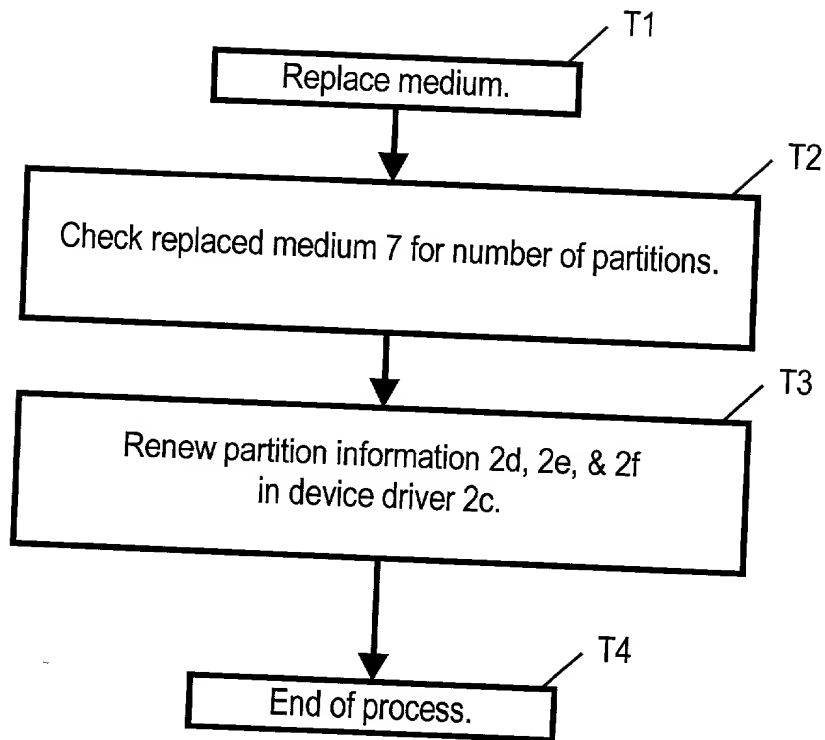 T1
Replace medium.
T2
Check replaced medium 7 for number of partitions.
T3
Renew partition information 2d, 2e, & 2f
in device driver 2c.
T4
End of process.